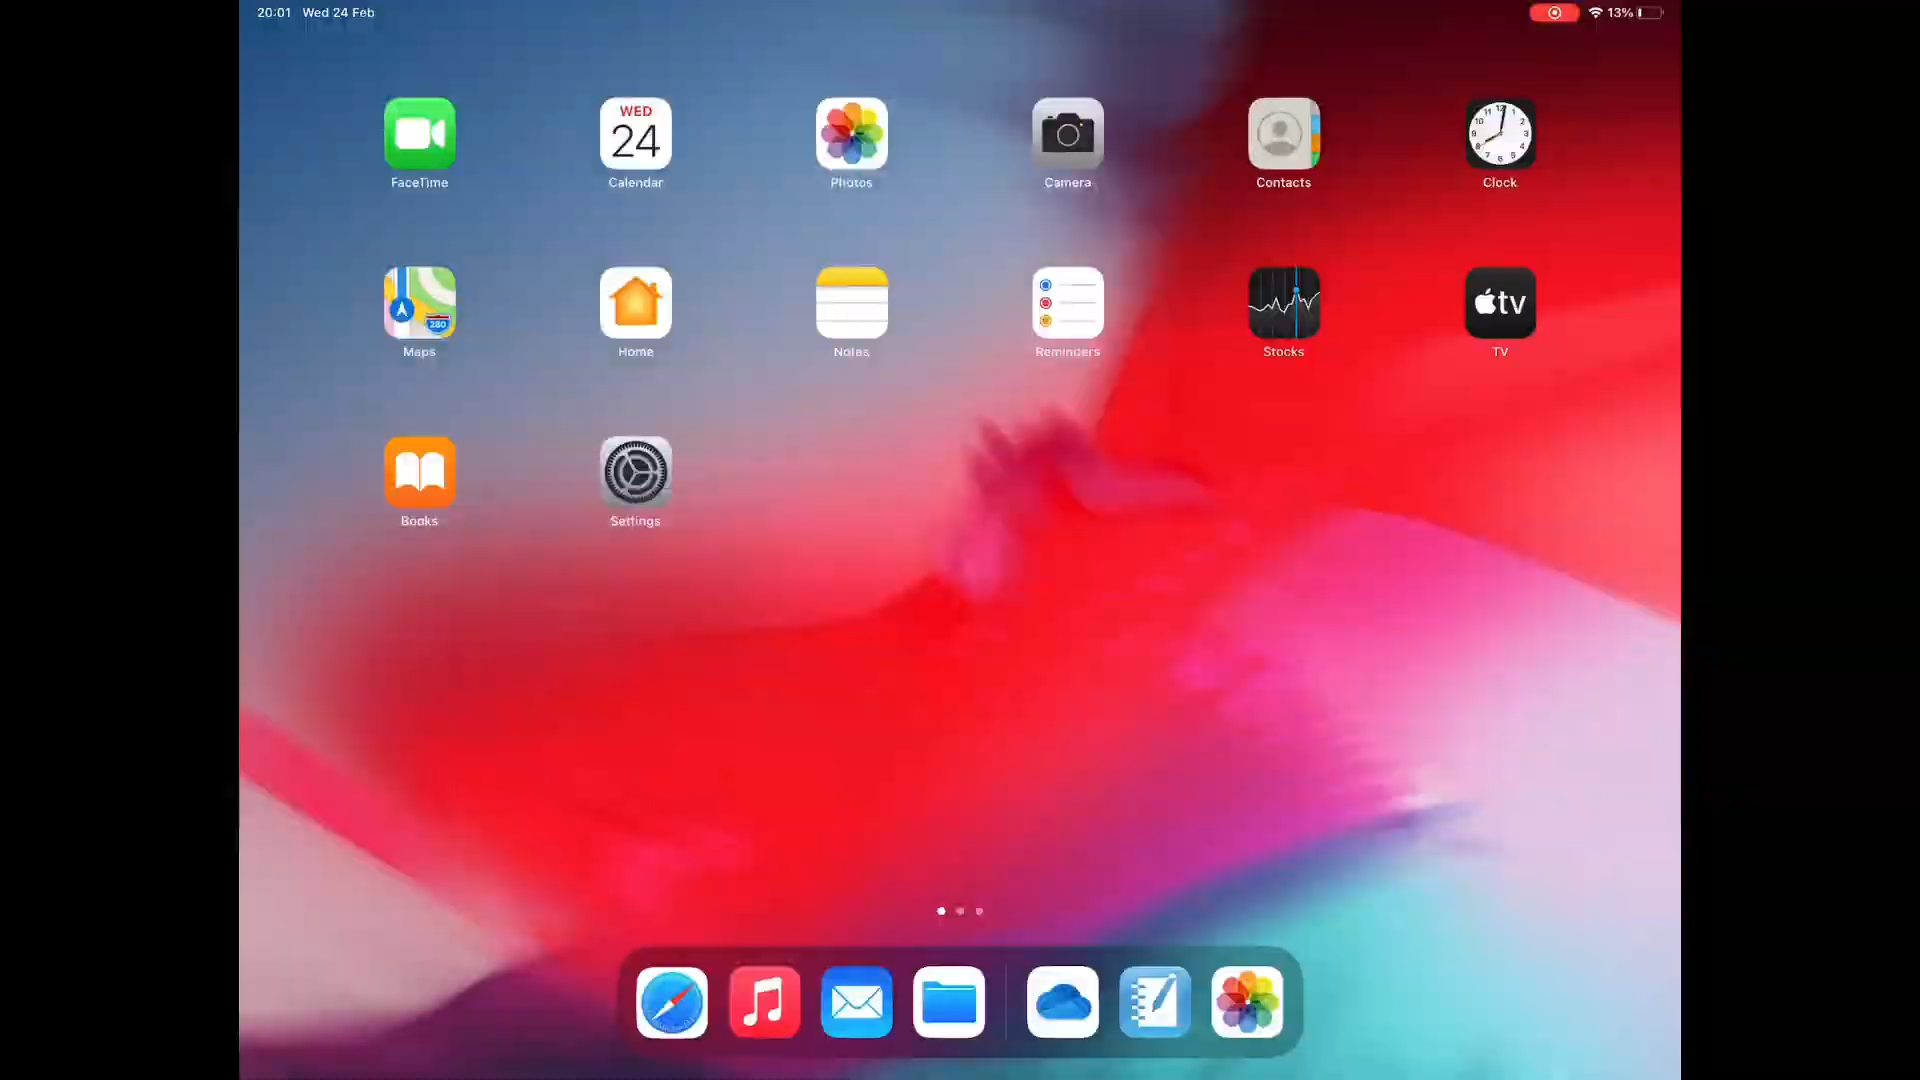 20:01 Wed 24 Feb
13%
FaceTime
WED
24
Calendar
Photos
Camera
Contacts
Clock
Maps
280
Home
Notes
Reminders
Stocks
tv
TV
Books
Settings